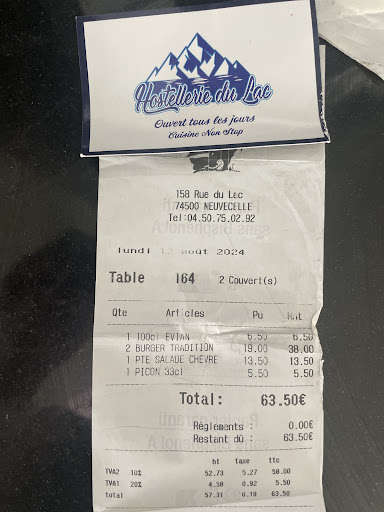 Hostellerie du Lac
Ouvert tous les jours
Cuisine Non Stop
158 Rue du Lac
74500 NEUVECELLE
Tel:04.50.75.02.92
lundi 12 août 2024
Table 164 2 Couvert(s)
Qte Articles Pu Mnt
1 100cl EVIAN 6.50 6.50
2 BURGER TRADITION 19.00 38.00
1 PTE SALADE CHEVRE 13.50 13.50
1 PICON 33cl 5.50 5.50
Total: 63.50€
Réglements : 0.00€
Restant dû : 63.50€
ht taxe ttc
TVA2 10% 52.73 5.27 58.00
TVA1 20% 4.58 0.92 5.50
total 57.31 6.19 63.50